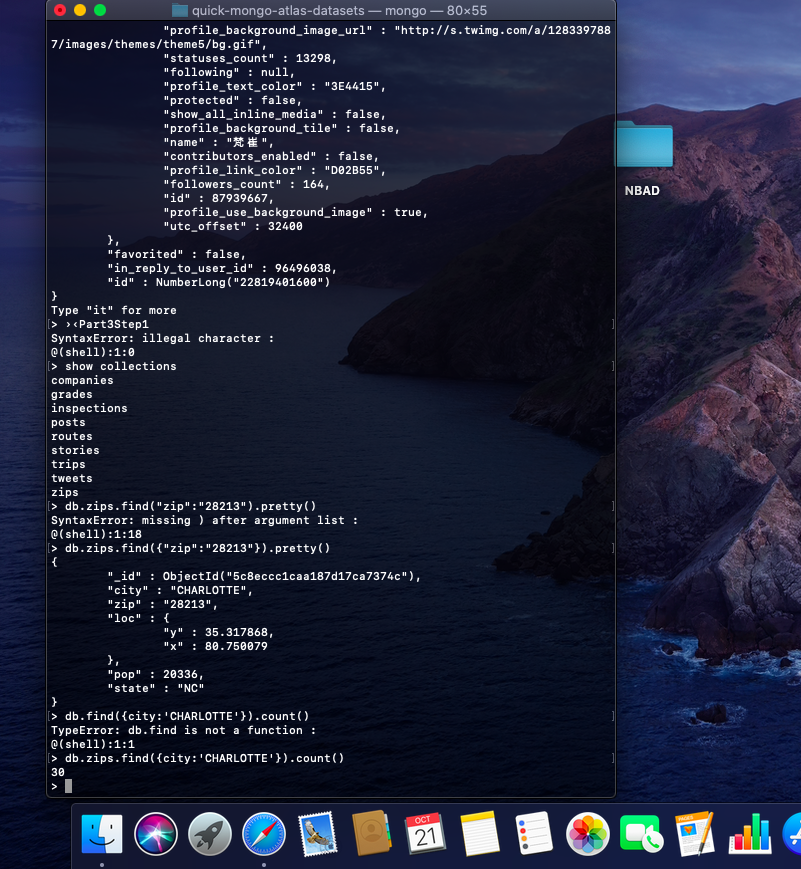 quick-mongo-atlas-datasets — mongo — 80×55
"profile_background_image_url" : "http://s.twimg.com/a/128339788
7/images/themes/theme5/bg.gif",
"statuses_count" : 13298,
"following" : null,
"profile_text_color" : "3E4415",
"protected" : false,
"show_all_inline_media" : false,
"profile_background_tile" : false,
"name" : "梵崔",
"contributors_enabled" : false,
"profile_link_color" : "D02B55",
"followers_count" : 164,
"id" : 87939667,
"profile_use_background_image" : true,
"utc_offset" : 32400
},
"favorited" : false,
"in_reply_to_user_id" : 96496038,
"id" : NumberLong("22819401600")
}
Type "it" for more
[> ›‹Part3Step1 ]
SyntaxError: illegal character :
@(shell):1:0
[> show collections ]
companies
grades
inspections
posts
routes
stories
trips
tweets
zips
[> db.zips.find("zip":"28213").pretty() ]
SyntaxError: missing ) after argument list :
@(shell):1:18
[> db.zips.find({"zip":"28213"}).pretty() ]
{
"_id" : ObjectId("5c8eccc1caa187d17ca7374c"),
"city" : "CHARLOTTE",
"zip" : "28213",
"loc" : {
"y" : 35.317868,
"x" : 80.750079
},
"pop" : 20336,
"state" : "NC"
}
[> db.find({city:'CHARLOTTE'}).count() ]
TypeError: db.find is not a function :
@(shell):1:1
[> db.zips.find({city:'CHARLOTTE'}).count() ]
30
>
NBAD
OCT
21